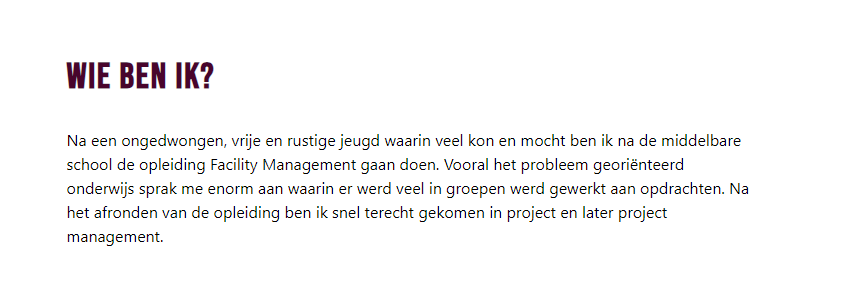 WIE BEN IK?
Na een ongedwongen, vrije en rustige jeugd waarin veel kon en mocht ben ik na de middelbare
school de opleiding Facility Management gaan doen. Vooral het probleem georiënteerd
onderwijs sprak me enorm aan waarin er werd veel in groepen werd gewerkt aan opdrachten. Na
het afronden van de opleiding ben ik snel terecht gekomen in project en later project
management.